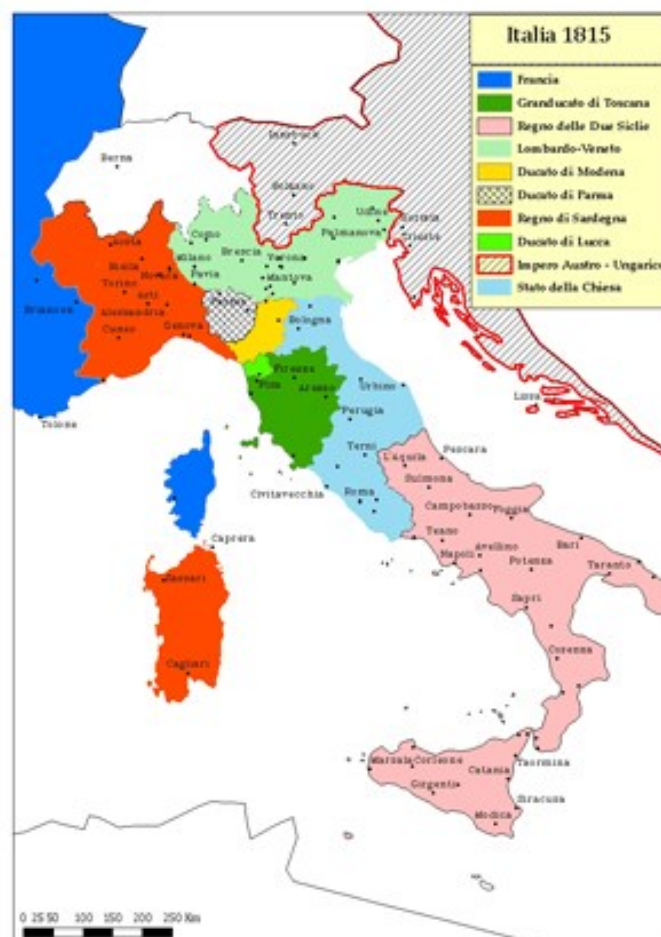 Italia 1815
Francia
Granducato di Toscana
Regno delle Due Siclie
Lombardo-Veneto
Ducato di Modena
Ducato di Parma
Regno di Sardegna
Ducato di Lucca
Impero Austro - Ungarico
Stato della Chiesa
Innsbuck
Berna
Bolzano
Trento
Udine
Gorizia
Palmanova
Trieste
Aosta
Como
Milano
Brescia
Verona
Biella
Novara
Pavia
Mantova
Torino
Asti
Parma
Briancon
Alessandria
Cuneo
Genova
Bologna
Firenze
Pisa
Arezzo
Urbino
Tolone
Perugia
Lissa
Terni
L'Aquila
Pescara
Sulmona
Civitavecchia
Roma
Campobasso
Foggia
Caprera
Teano
Avellino
Bari
Napoli
Potenza
Taranto
Sassari
Sapri
Cosenza
Cagliari
Marsala
Corleone
Taormina
Catania
Girgenti
Siracusa
Modica
0 25 50 100 150 200 250 Km